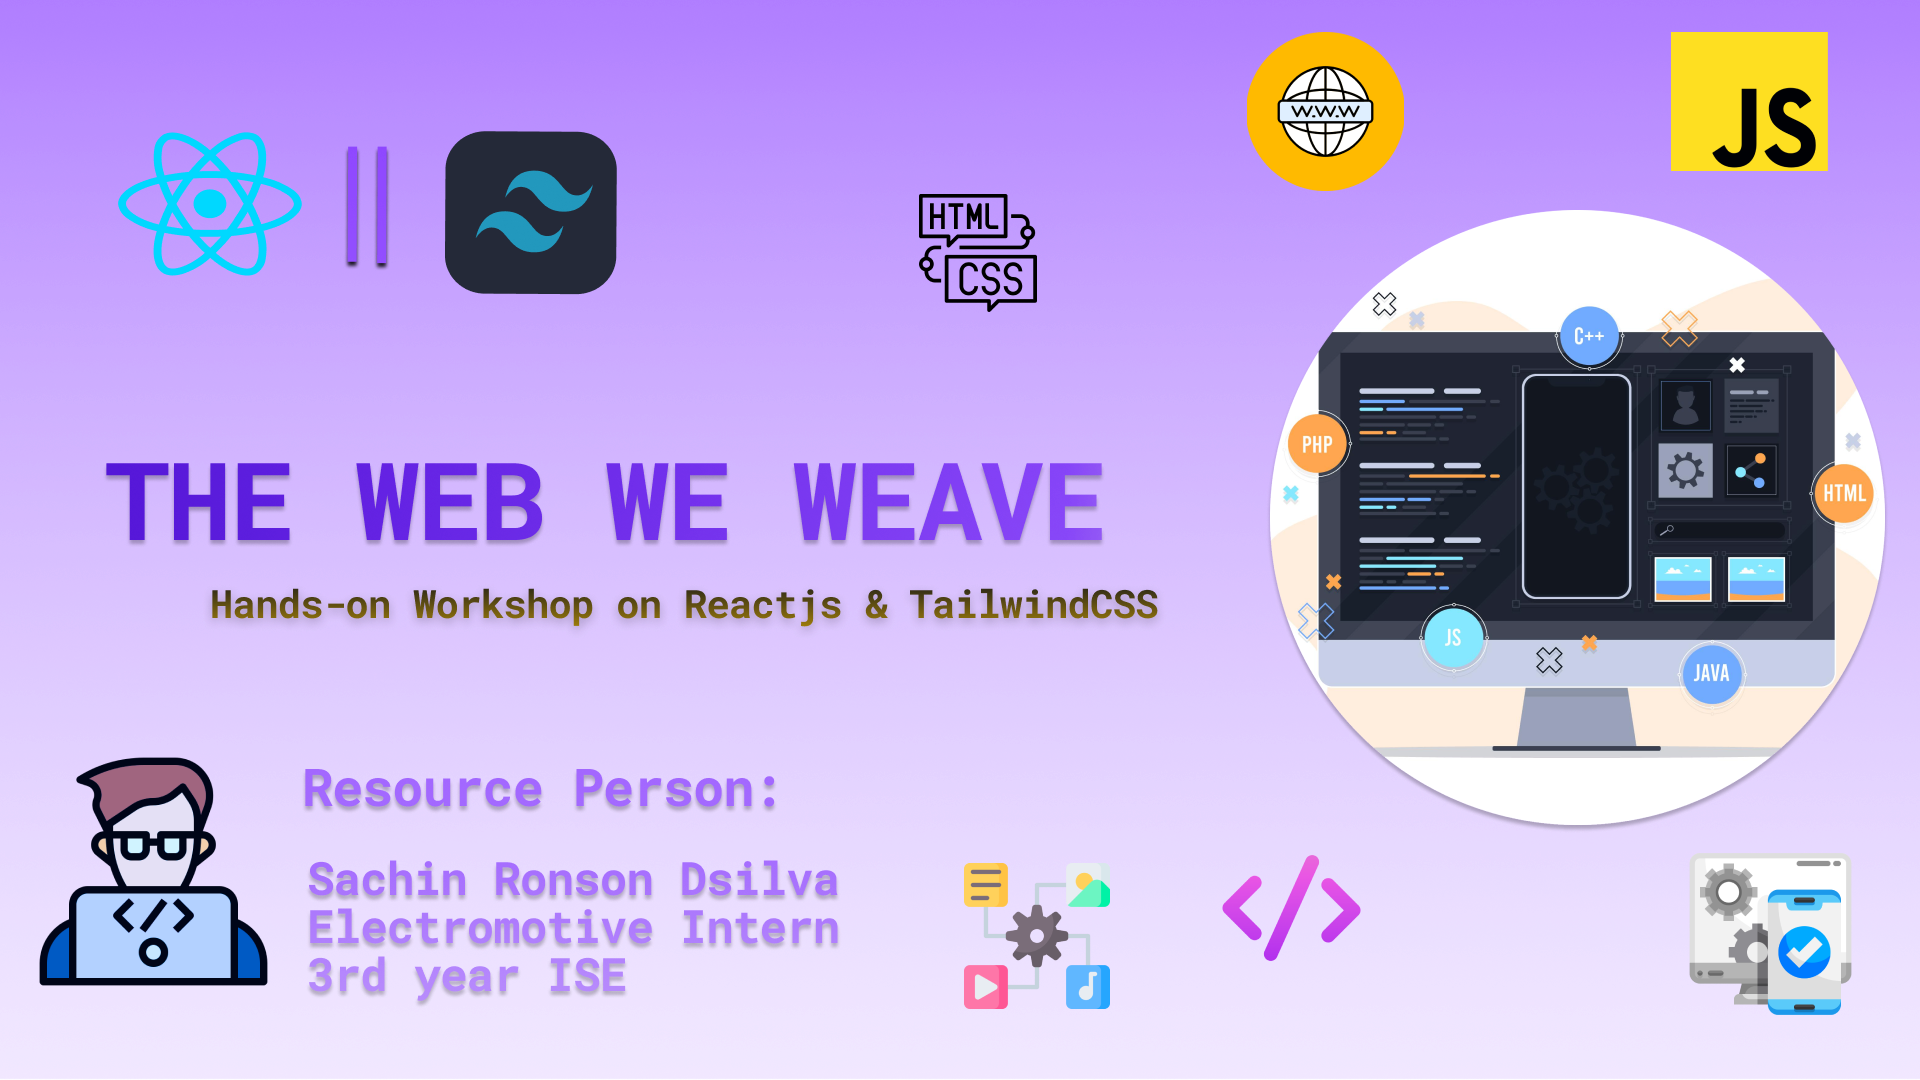 W.W.W
JS
HTML
CSS
C++
PHP
HTML
JS
JAVA
THE WEB WE WEAVE
Hands-on Workshop on Reactjs & TailwindCSS
Resource Person:
Sachin Ronson Dsilva
Electromotive Intern
3rd year ISE